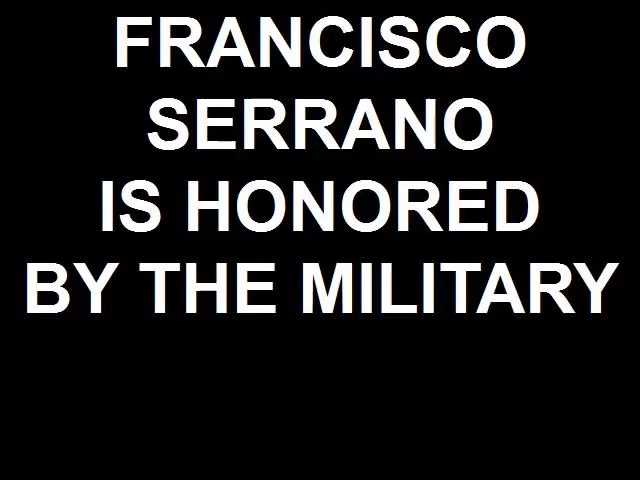 FRANCISCO
SERRANO
IS HONORED
BY THE MILITARY